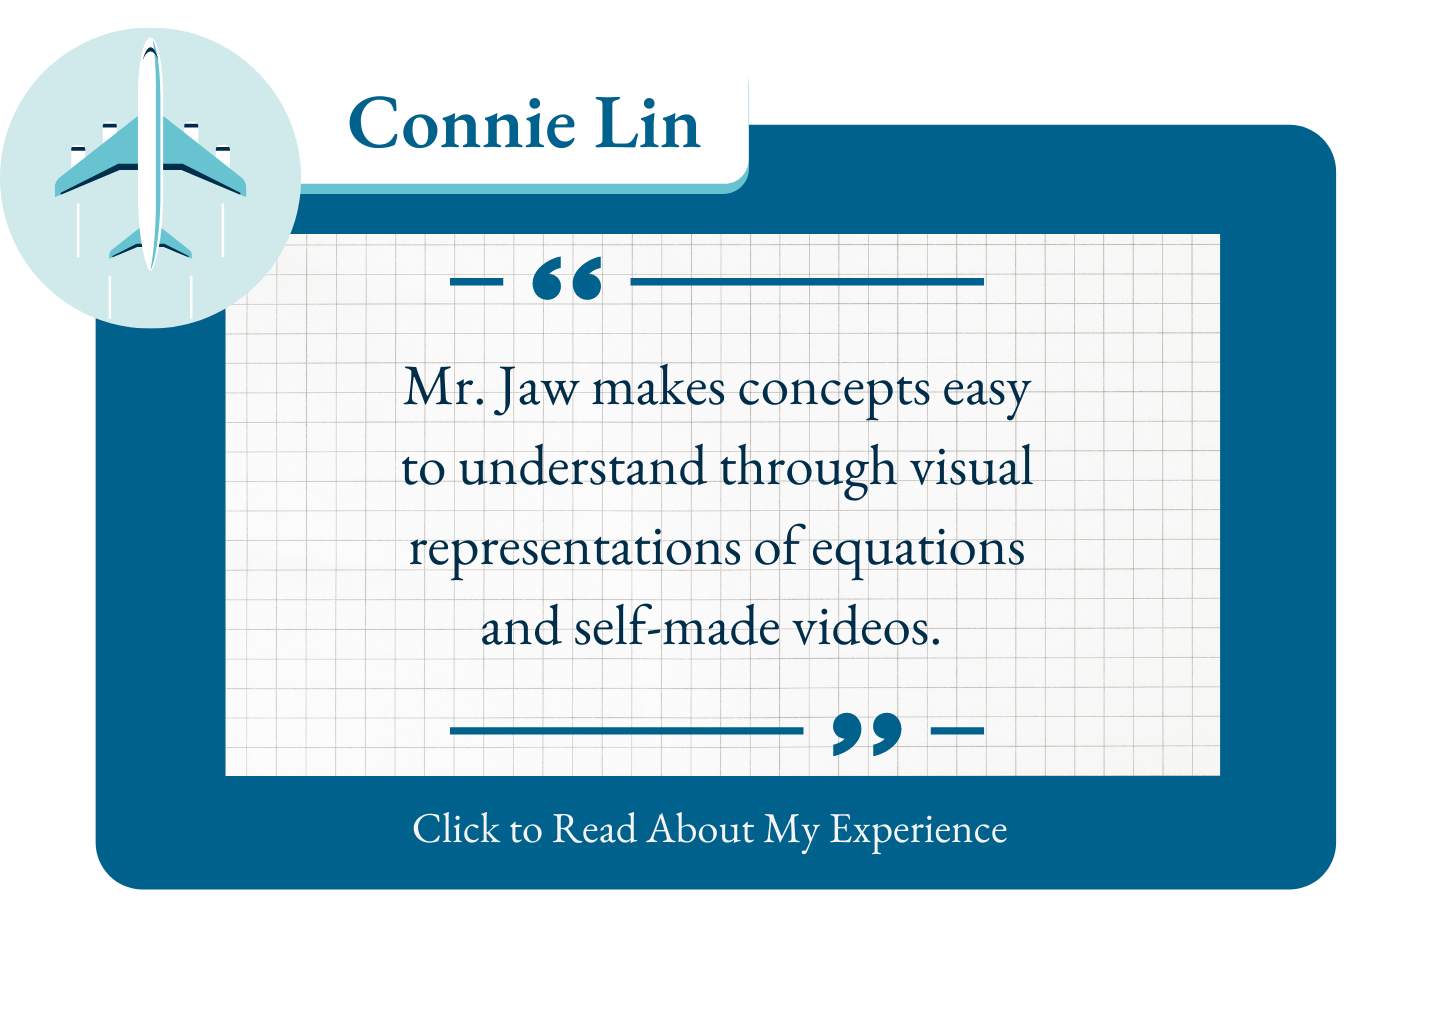 Connie Lin
“
Mr. Jaw makes concepts easy
to understand through visual
representations of equations
and self-made videos.
”
Click to Read About My Experience